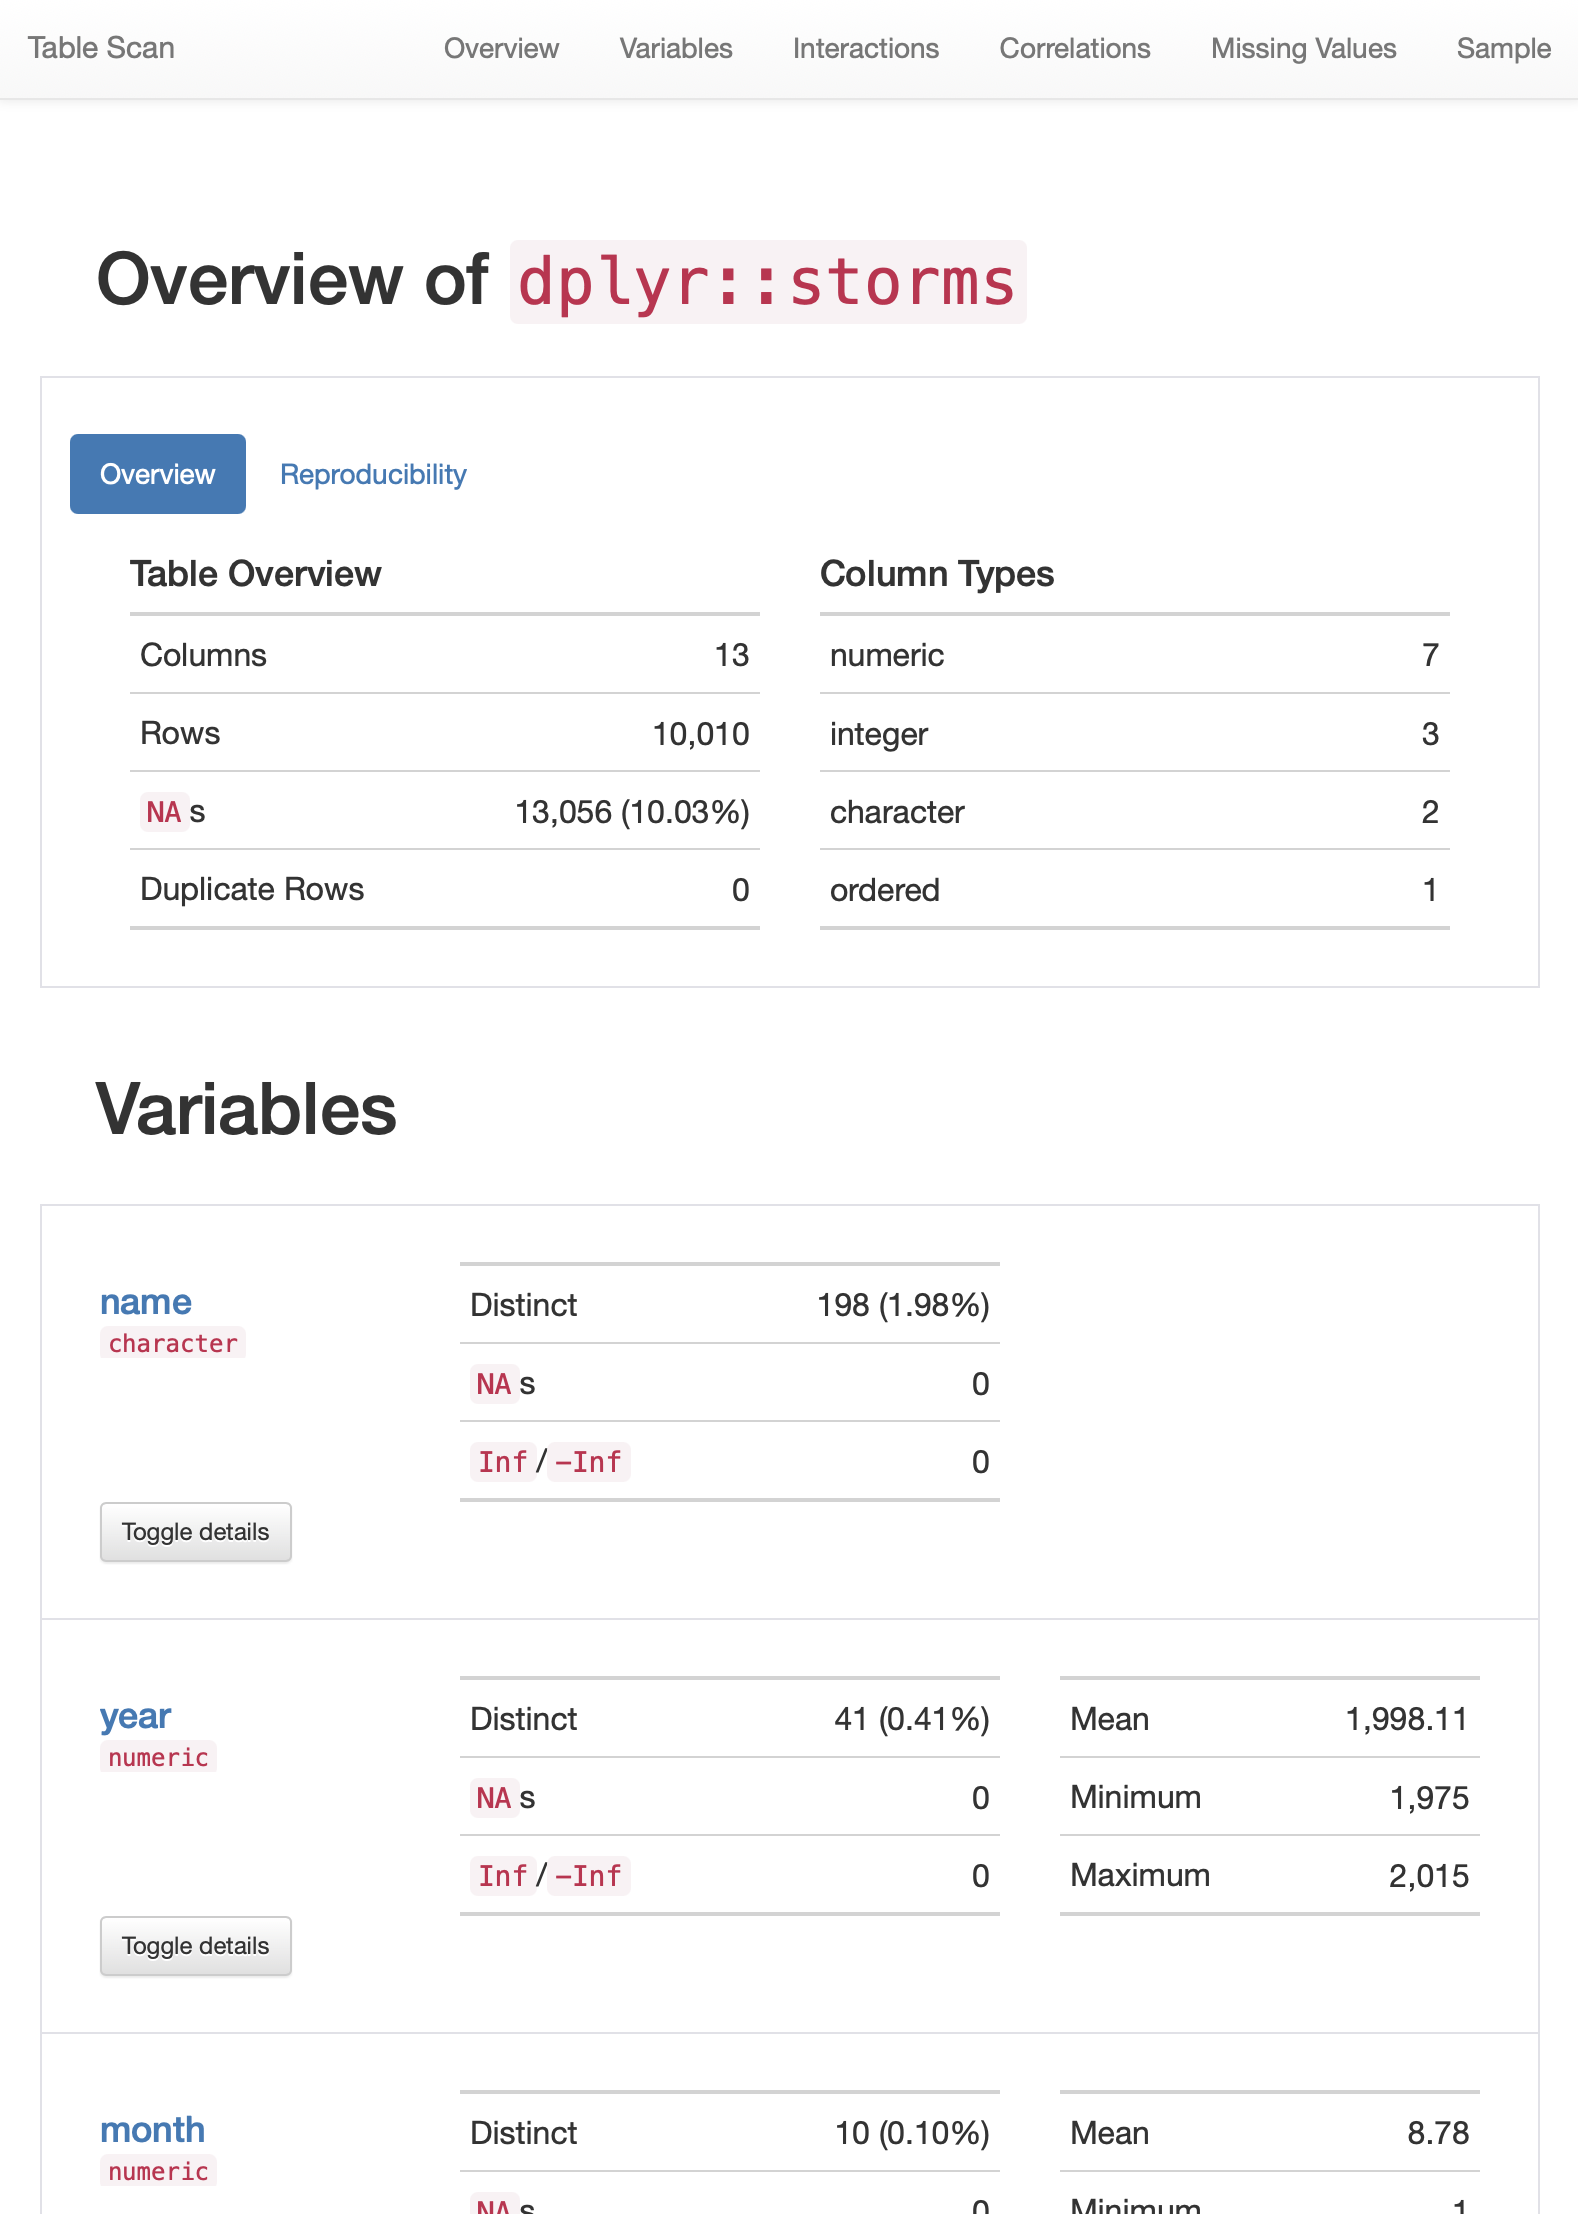 Table Scan Overview Variables Interactions Correlations Missing Values Sample
Overview of dplyr::storms
Overview Reproducibility
Table Overview
Columns 13
Rows 10,010
NAs 13,056 (10.03%)
Duplicate Rows 0
Column Types
numeric 7
integer 3
character 2
ordered 1
Variables
name
character
Toggle details
Distinct 198 (1.98%)
NAs 0
Inf/-Inf 0
year
numeric
Toggle details
Distinct 41 (0.41%)
NAs 0
Inf/-Inf 0
Mean 1,998.11
Minimum 1,975
Maximum 2,015
month
numeric
Distinct 10 (0.10%)
NAs 0
Mean 8.78
Minimum 1